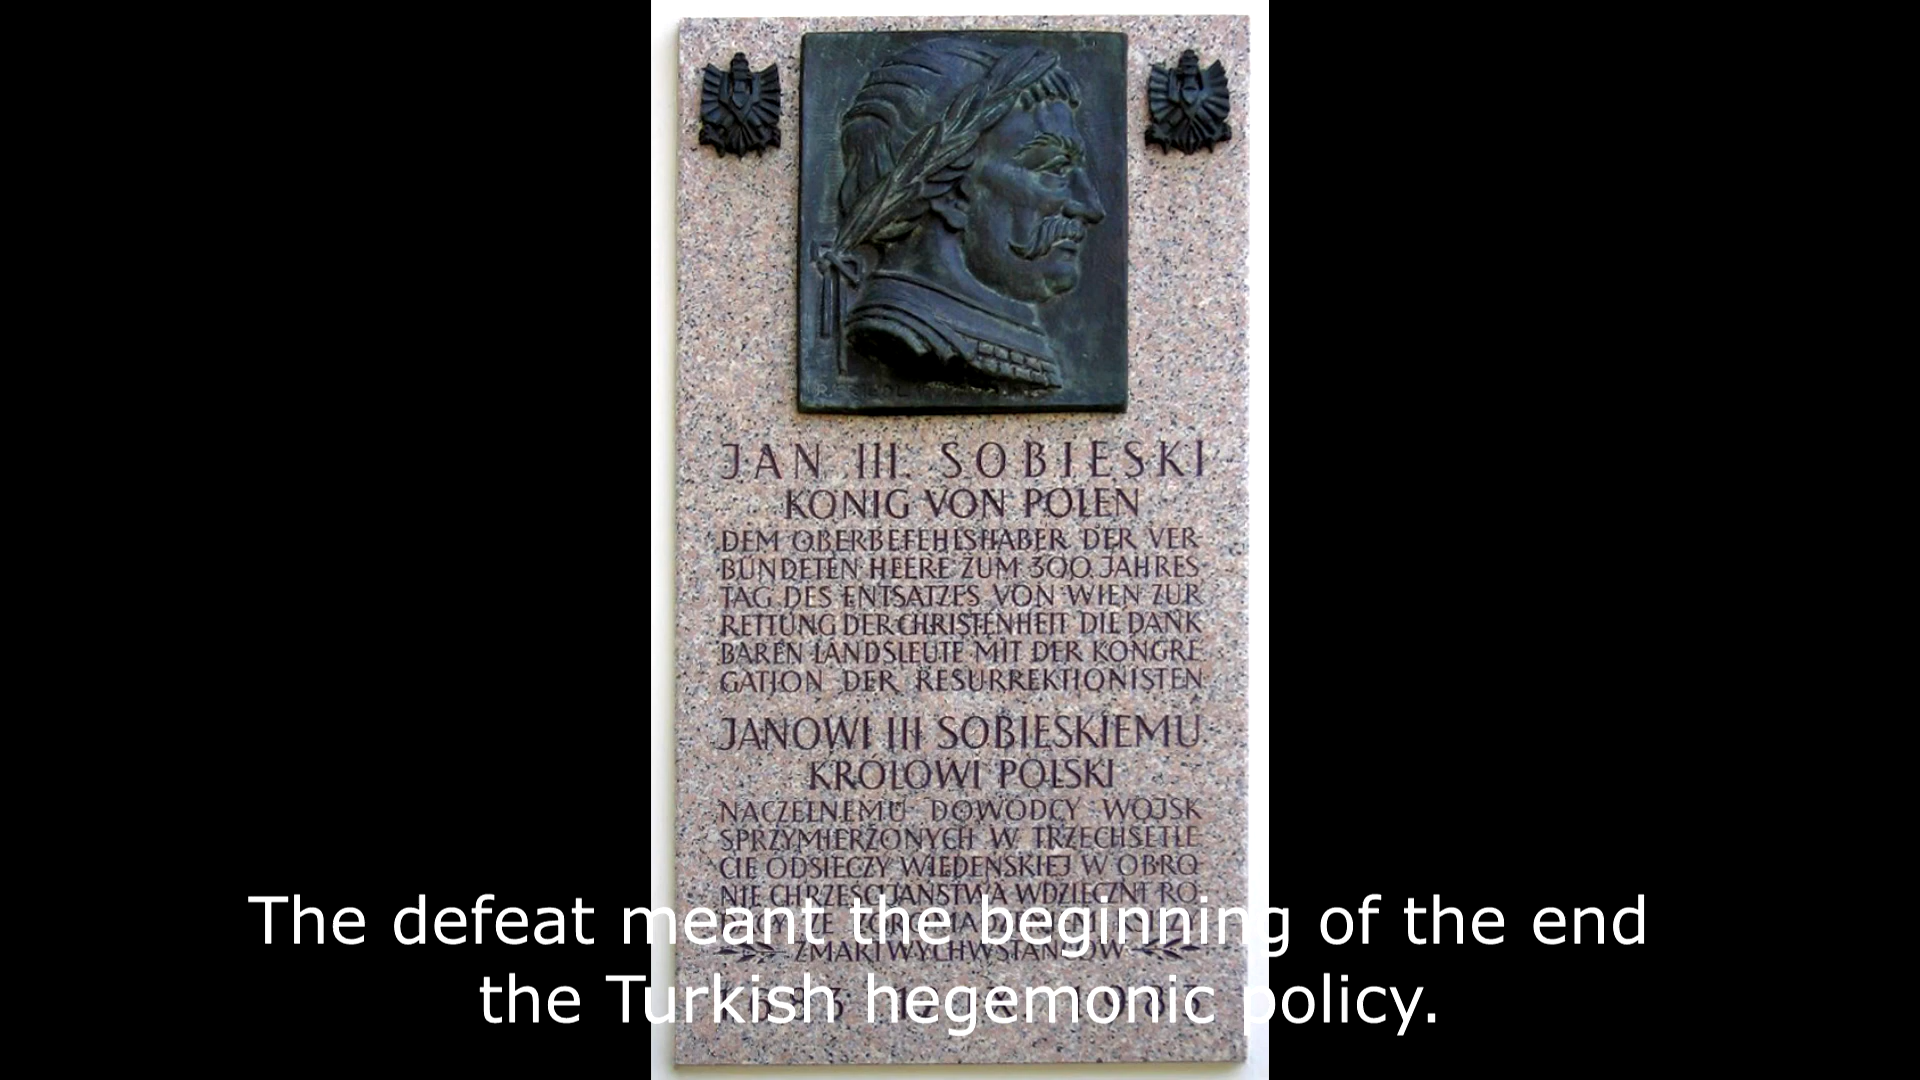 JAN III. SOBIESKI
KÖNIG VON POLEN
DEM OBERBEFEHLSHABER DER VER
BÜNDETEN HEERE ZUM 300. JAHRES
TAG DES ENTSATZES VON WIEN ZUR
RETTUNG DER CHRISTENHEIT DIE DANK
BAREN LANDSLEUTE MIT DER KONGRE
GATION DER RESURREKTIONISTEN
JANOWI III SOBIESKIEMU
KRÓLOWI POLSKI
NACZELNEMU DOWÓDCY WOJSK
SPRZYMIERZONYCH W TRZECHSETLE
CIE ODSIECZY WIEDEŃSKIEJ W OBRO
NIE CHRZEŚCIJAŃSTWA WDZIĘCZNI RO
ZMARTWYCHWSTAŃCÓW
The defeat meant the beginning of the end
the Turkish hegemonic policy.